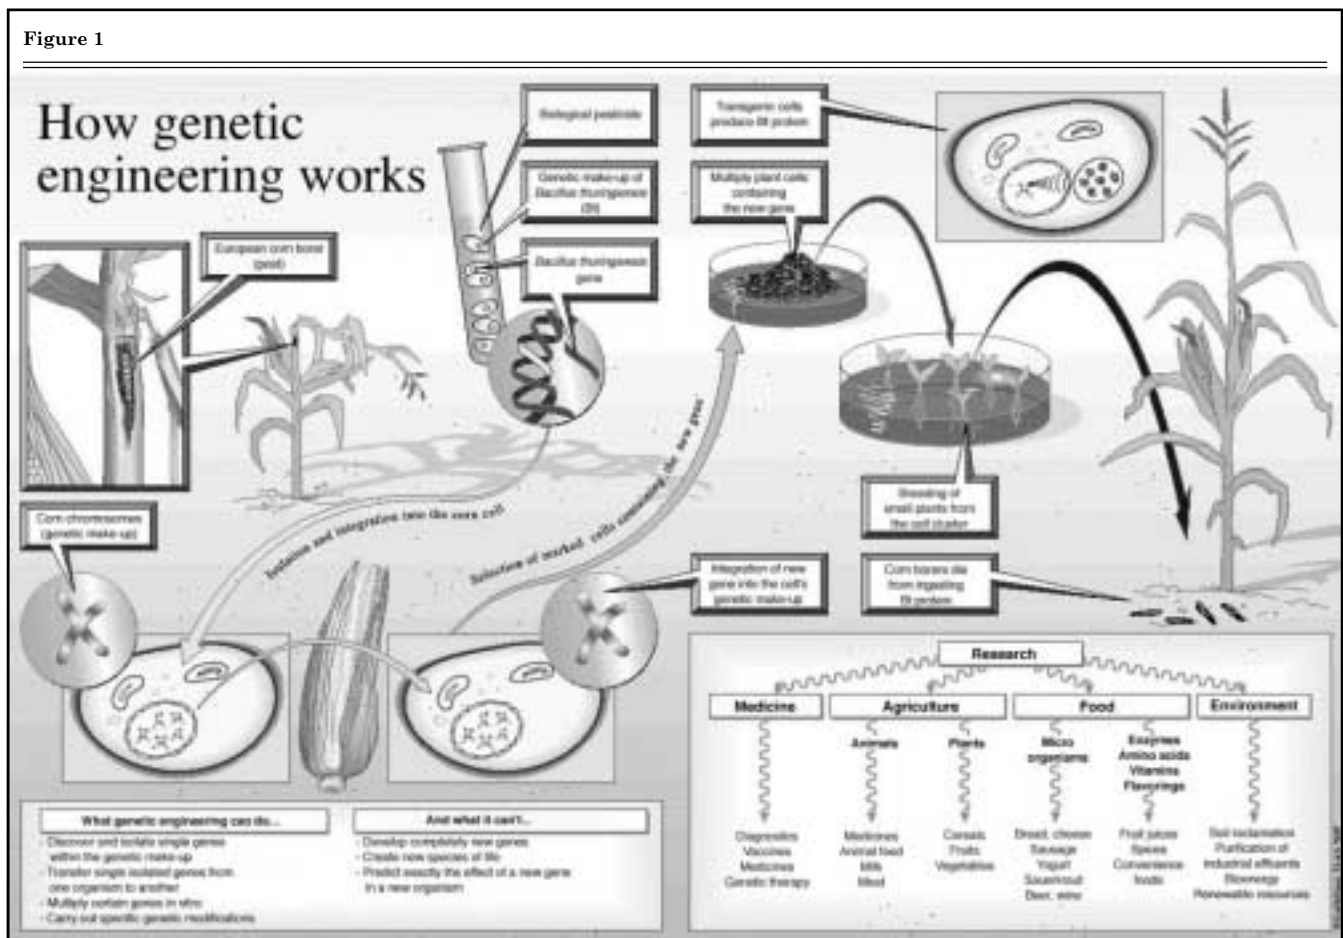 Figure 1
How genetic
engineering works
European corn borer
(pest)
Biological pesticide
Genetic make-up of
Bacillus thuringiensis
(Bt)
Bacillus thuringiensis
gene
Transgenic cells
produce Bt protein
Multiply plant cells
containing
the new gene
Breeding of
small plants from
the cell cluster
Corn borers die
from ingesting
Bt protein
Corn chromosomes
(genetic make-up)
Isolation and integration into the corn cell
Selection of marked cells containing the new gene
Integration of new
gene into the cell's
genetic make-up
What genetic engineering can do...
- Discover and isolate single genes
within the genetic make-up
- Transfer single isolated genes from
one organism to another
- Multiply certain genes in vitro
- Carry out specific genetic modifications
And what it can't...
- Develop completely new genes
- Create new species of life
- Predict exactly the effect of a new gene
in a new organism
Research
Medicine
Diagnostics
Vaccines
Medicines
Genetic therapy
Agriculture
Animals
Medicines
Animal food
Milk
Meat
Plants
Cereals
Fruits
Vegetables
Food
Micro
organisms
Bread, cheese
Sausage
Yogurt
Sauerkraut
Beer, wine
Enzymes
Amino acids
Vitamins
Flavorings
Fruit juices
Spices
Convenience
foods
Environment
Soil reclamation
Purification of
industrial effluents
Bioenergy
Renewable resources